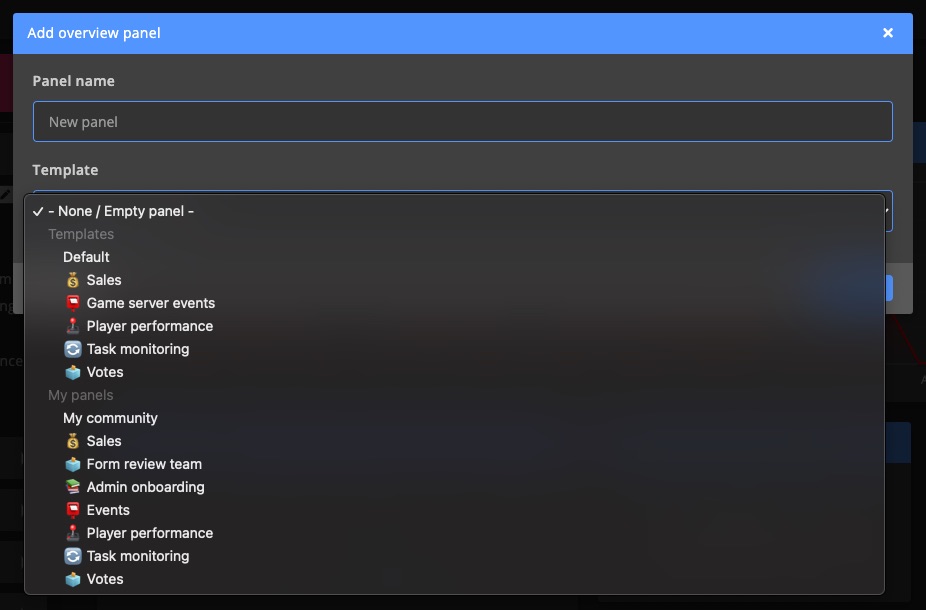 Add overview panel
Panel name
New panel
Template
- None / Empty panel -
Templates
Default
Sales
Game server events
Player performance
Task monitoring
Votes
My panels
My community
Sales
Form review team
Admin onboarding
Events
Player performance
Task monitoring
Votes